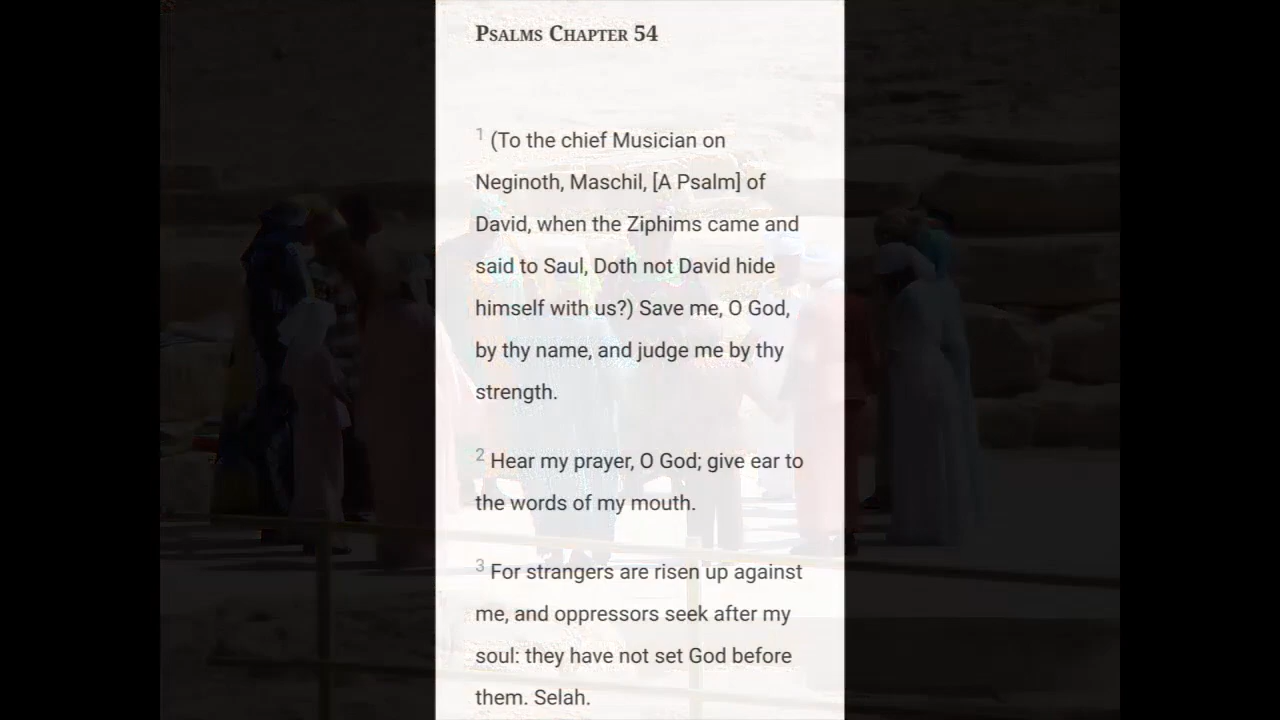 Psalms Chapter 54
1 (To the chief Musician on
Neginoth, Maschil, [A Psalm] of
David, when the Ziphims came and
said to Saul, Doth not David hide
himself with us?) Save me, O God,
by thy name, and judge me by thy
strength.
2 Hear my prayer, O God; give ear to
the words of my mouth.
3 For strangers are risen up against
me, and oppressors seek after my
soul: they have not set God before
them. Selah.